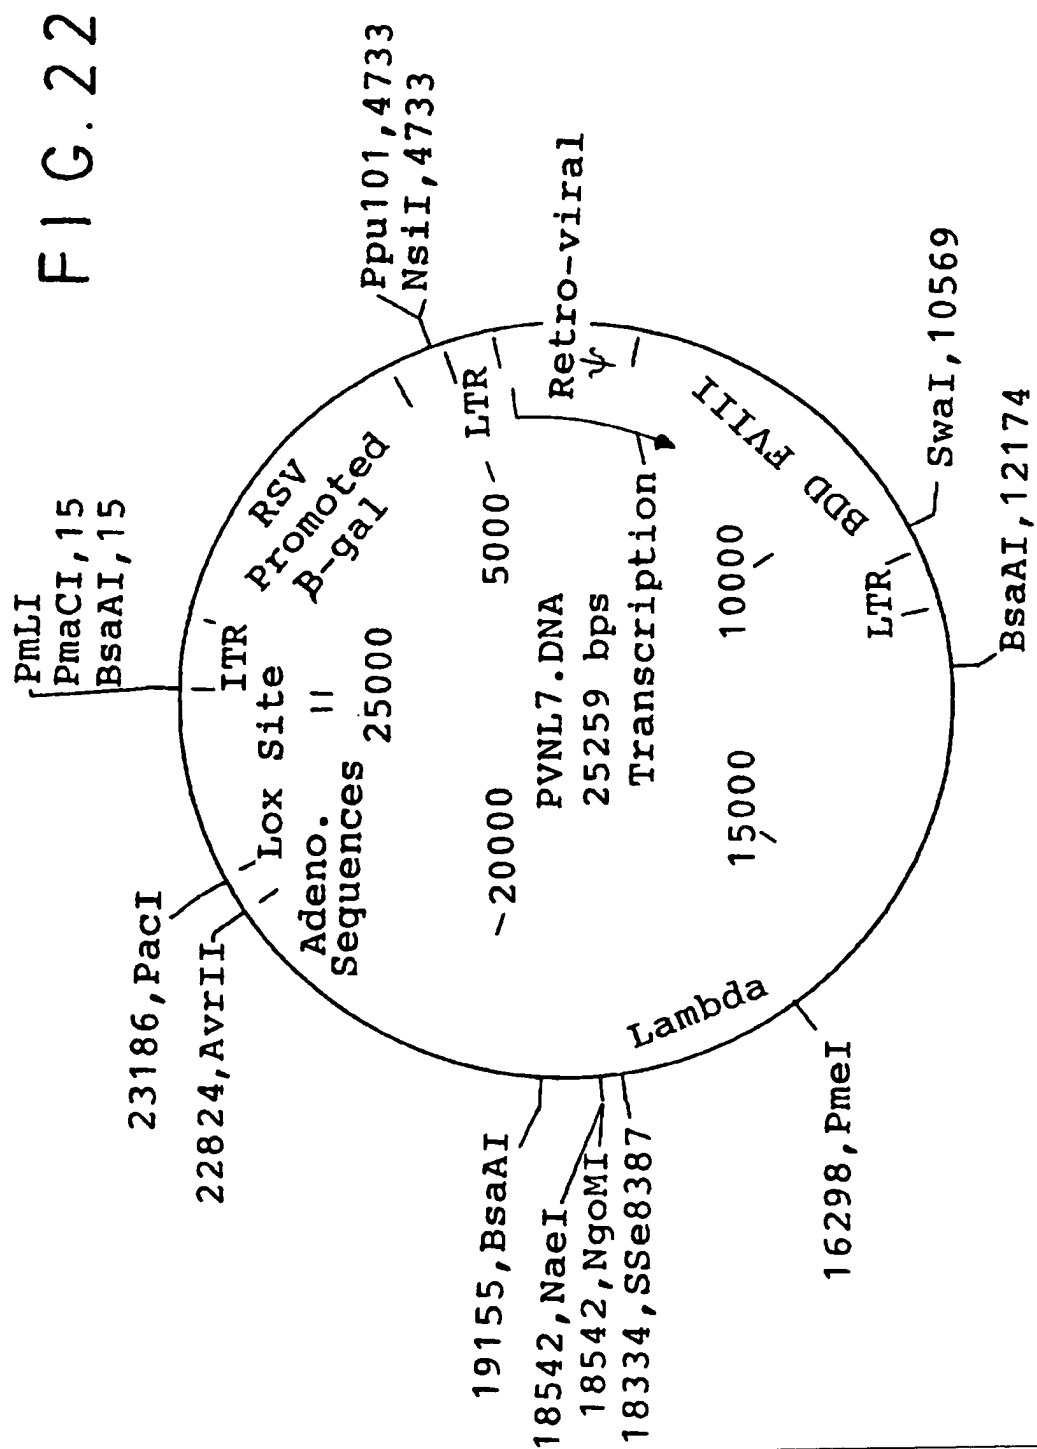 FIG.22
PmLI
PmaCI,15
BsaAI,15
Ppu101,4733
NsiI,4733
23186,PacI
22824,AvrII
ITR
RSV
Promoted
β-gal
Lox Site
Adeno.
Sequences
25000
LTR
5000
Retro-viral
ψ
20000
PVNL7.DNA
25259 bps
Transcription
19155,BsaAI
18542,NaeI
18542,NgoMI
18334,SSe8387
BDD FVIII
10000
15000
Lambda
LTR
SwaI,10569
16298,PmeI
BsaAI,12174